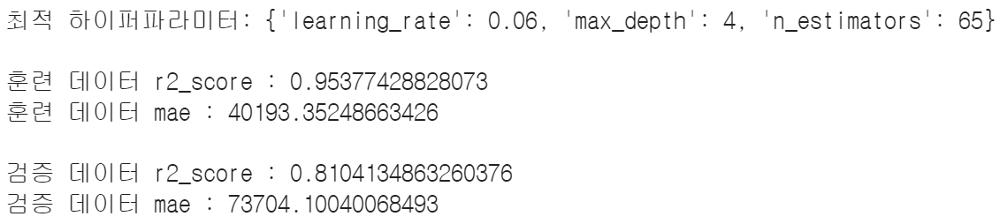 최적 하이퍼파라미터: {'learning_rate': 0.06, 'max_depth': 4, 'n_estimators': 65}
훈련 데이터 r2_score : 0.95377428828073
훈련 데이터 mae : 40193.35248663426
검증 데이터 r2_score : 0.8104134863260376
검증 데이터 mae : 73704.10040068493